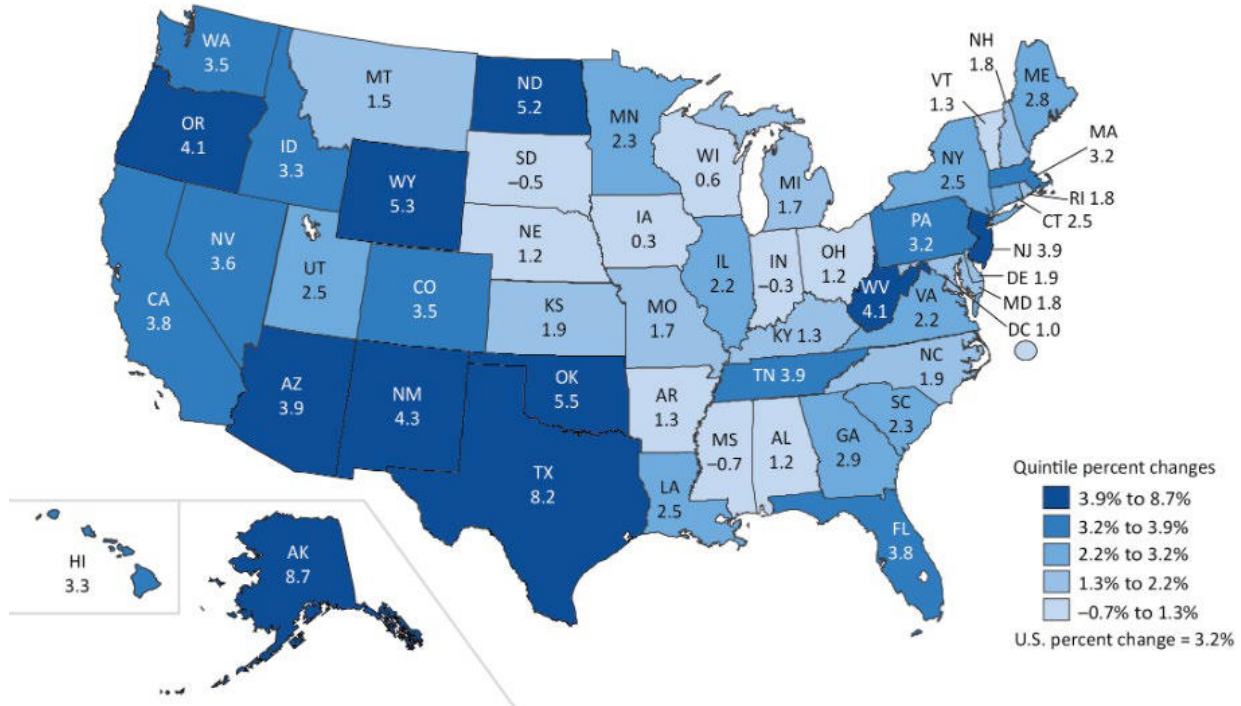 WA
3.5
MT
1.5
ND
5.2
MN
2.3
NH
1.8
VT
1.3
ME
2.8
OR
4.1
ID
3.3
SD
–0.5
WI
0.6
MI
1.7
NY
2.5
MA
3.2
WY
5.3
RI 1.8
CT 2.5
NE
1.2
IA
0.3
PA
3.2
NJ 3.9
NV
3.6
UT
2.5
CO
3.5
IL
2.2
IN
–0.3
OH
1.2
WV
4.1
VA
2.2
DE 1.9
MD 1.8
DC 1.0
CA
3.8
KS
1.9
MO
1.7
KY 1.3
NC
1.9
AZ
3.9
NM
4.3
OK
5.5
AR
1.3
TN 3.9
SC
2.3
MS
–0.7
AL
1.2
GA
2.9
TX
8.2
LA
2.5
FL
3.8
HI
3.3
AK
8.7
Quintile percent changes
3.9% to 8.7%
3.2% to 3.9%
2.2% to 3.2%
1.3% to 2.2%
–0.7% to 1.3%
U.S. percent change = 3.2%